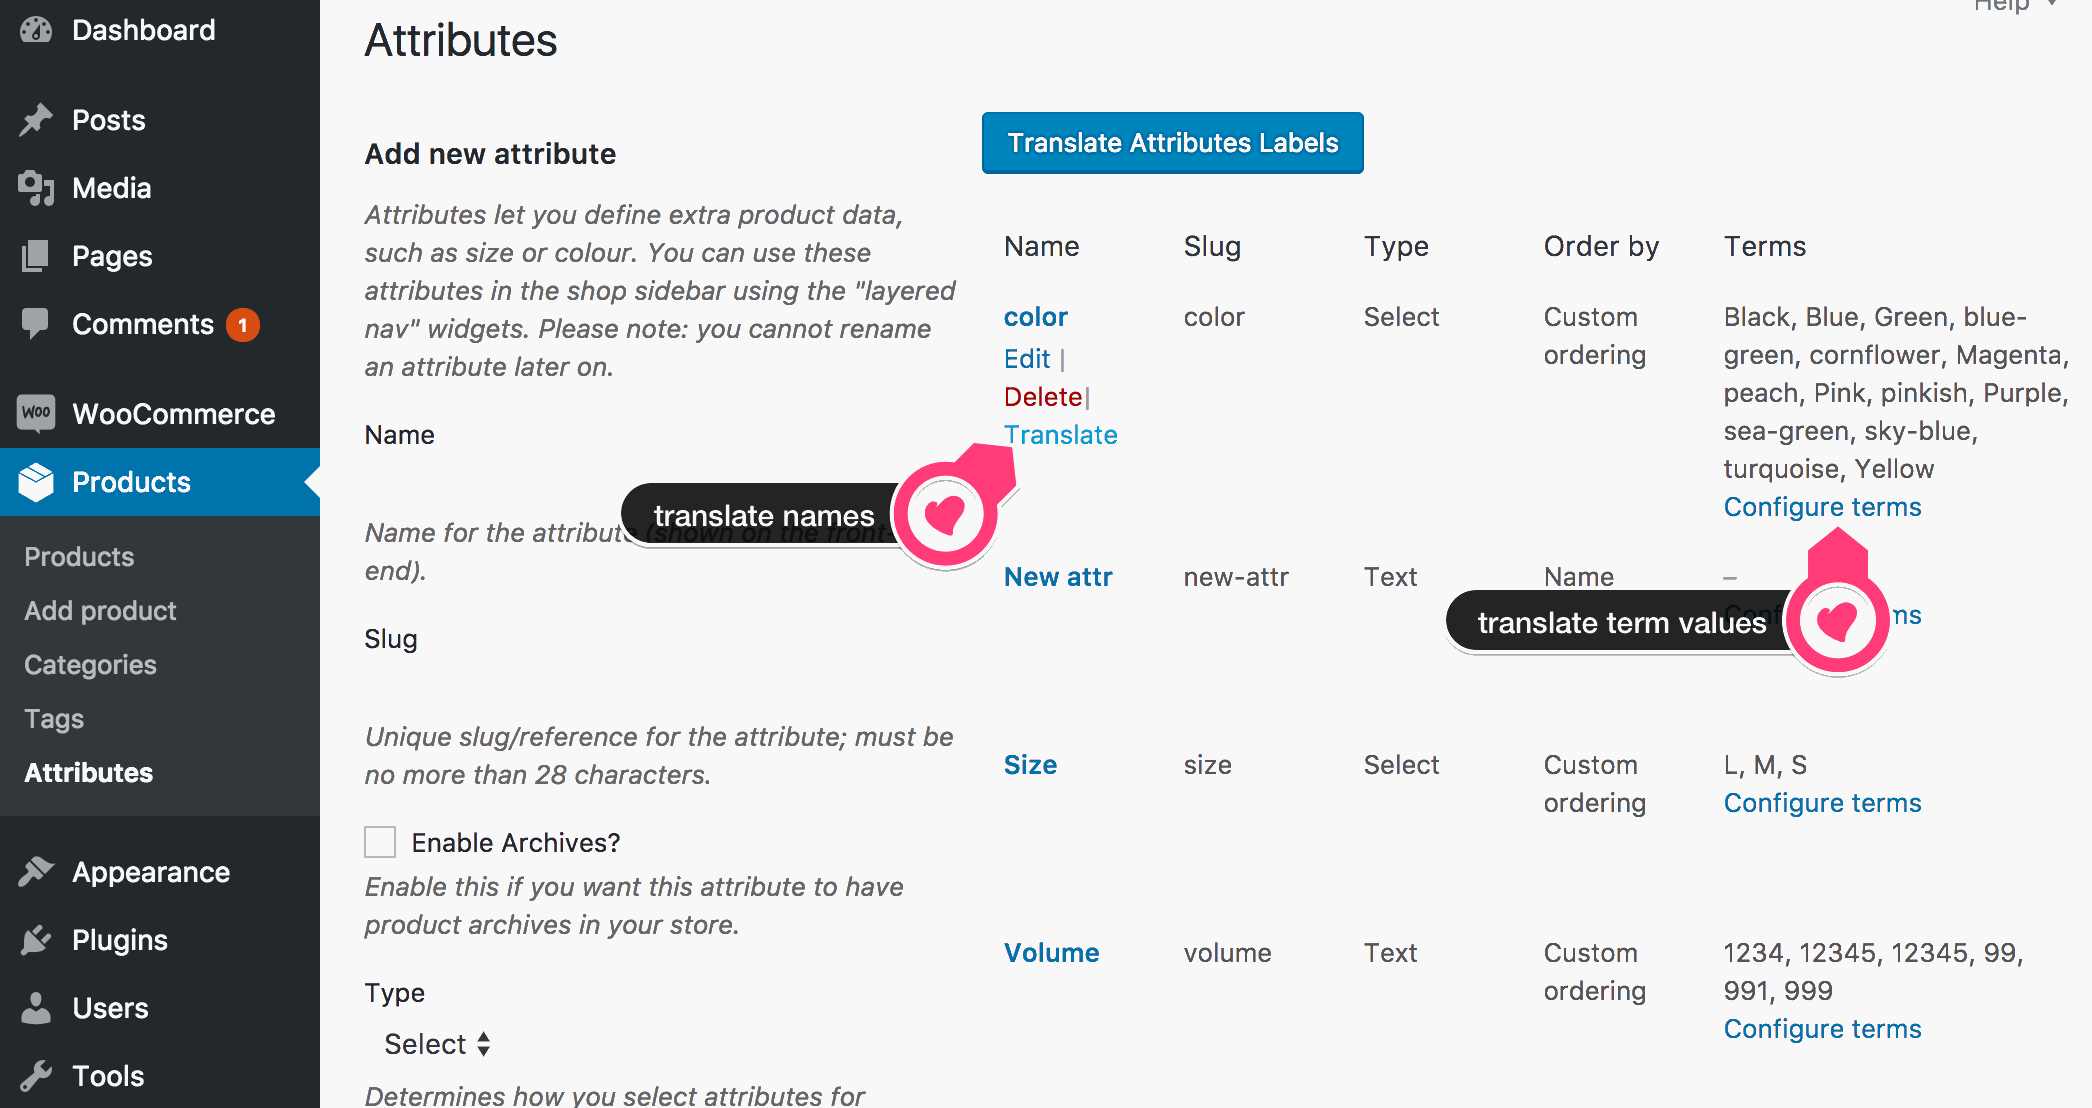 Help
Dashboard
Posts
Media
Pages
Comments 1
Woo WooCommerce
Products
Products
Add product
Categories
Tags
Attributes
Appearance
Plugins
Users
Tools
Attributes
Add new attribute
Attributes let you define extra product data,
such as size or colour. You can use these
attributes in the shop sidebar using the "layered
nav" widgets. Please note: you cannot rename
an attribute later on.
Name
Name for the attribute (shown on the front-
end).
translate names
Slug
Unique slug/reference for the attribute; must be
no more than 28 characters.
Enable Archives?
Enable this if you want this attribute to have
product archives in your store.
Type
Select
Determines how you select attributes for
Translate Attributes Labels
Name Slug Type Order by Terms
color color Select Custom Black, Blue, Green, blue-
Edit | ordering green, cornflower, Magenta,
Delete| peach, Pink, pinkish, Purple,
Translate sea-green, sky-blue,
turquoise, Yellow
Configure terms
New attr new-attr Text Name –
translate term values
Size size Select Custom L, M, S
ordering Configure terms
Volume volume Text Custom 1234, 12345, 12345, 99,
ordering 991, 999
Configure terms